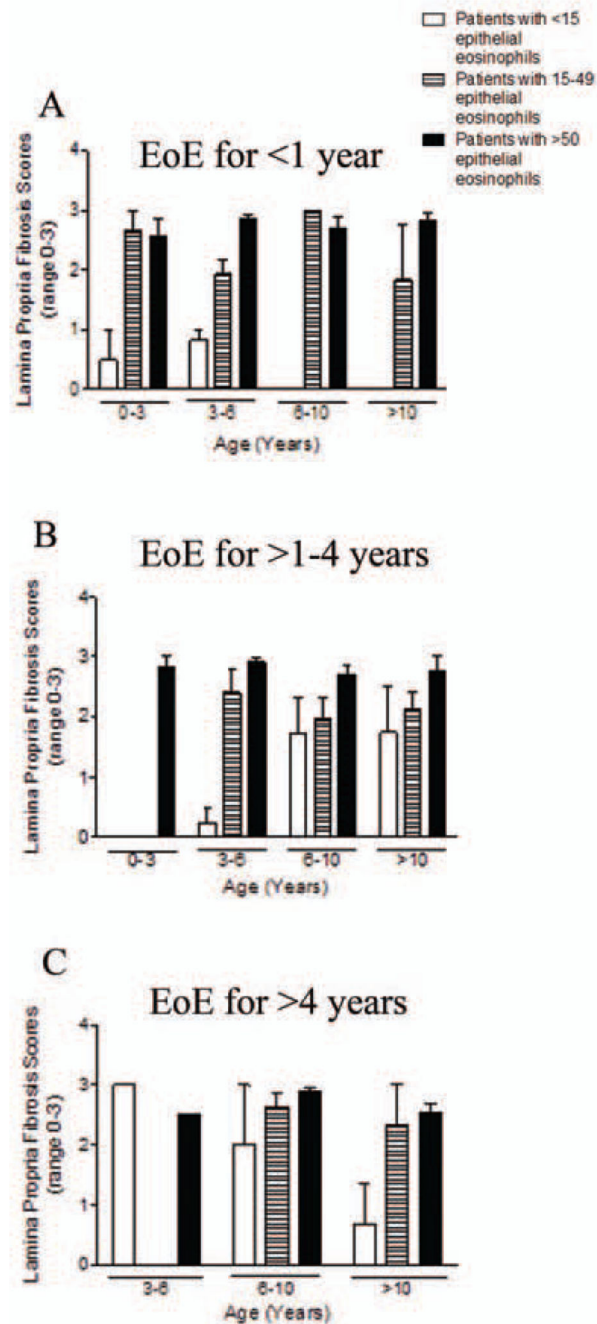 Patients with <15
epithelial
eosinophils
Patients with 15-49
epithelial
eosinophils
Patients with >50
epithelial
eosinophils
A
EoE for <1 year
Lamina Propria Fibrosis Scores
(range 0-3)
4
3
2
1
0
0-3 3-6 6-10 >10
Age (Years)
B
EoE for >1-4 years
Lamina Propria Fibrosis Scores
(range 0-3)
4
3
2
1
0
0-3 3-6 6-10 >10
Age (Years)
C
EoE for >4 years
Lamina Propria Fibrosis Scores
(range 0-3)
4
3
2
1
0
3-6 6-10 >10
Age (Years)